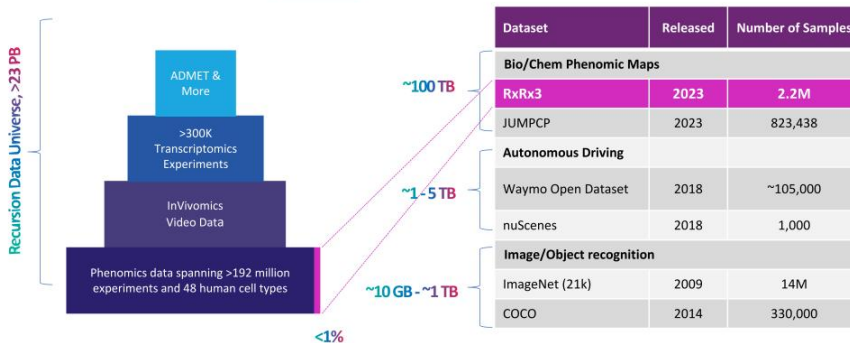 Recursion Data Universe, >23 PB
ADMET &
More
>300K
Transcriptomics
Experiments
InVivomics
Video Data
Phenomics data spanning >192 million
experiments and 48 human cell types
<1%
~100 TB
~1 - 5 TB
~10 GB - ~1 TB
Dataset Released Number of Samples
Bio/Chem Phenomic Maps
RxRx3 2023 2.2M
JUMPCP 2023 823,438
Autonomous Driving
Waymo Open Dataset 2018 ~105,000
nuScenes 2018 1,000
Image/Object recognition
ImageNet (21k) 2009 14M
COCO 2014 330,000